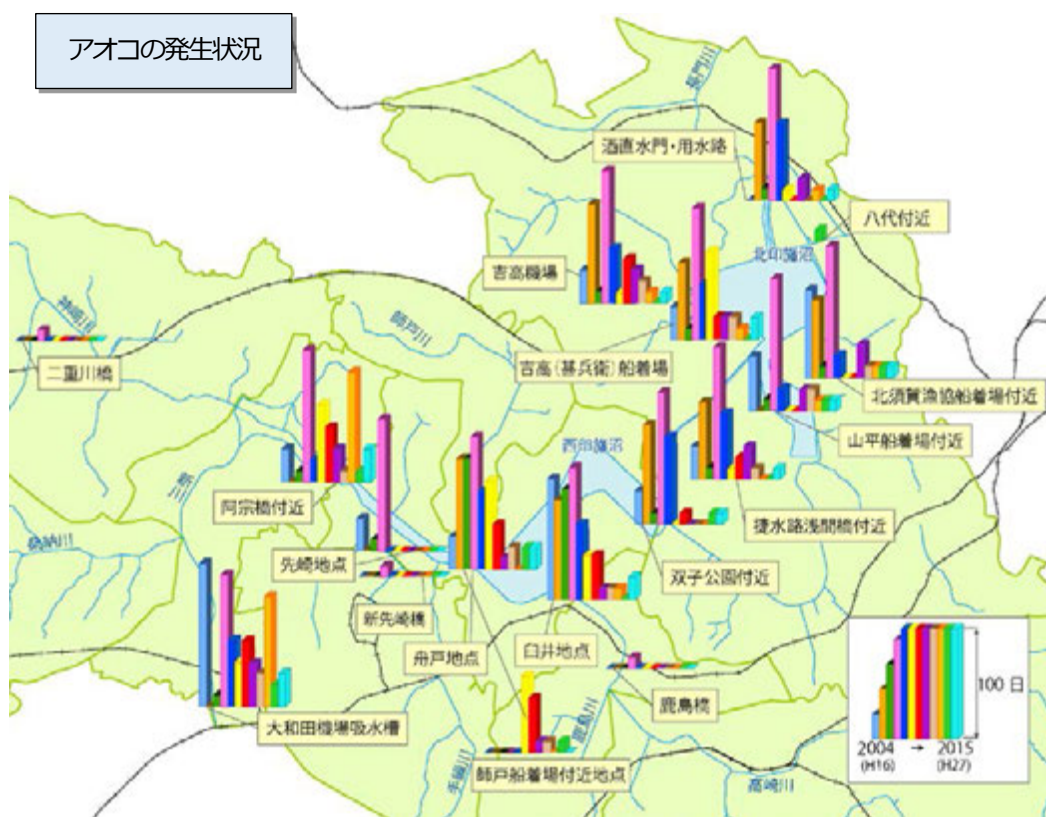 アオコの発生状況
長門川
酒直水門・用水路
八代付近
北印旛沼
吉高機場
神崎川
師戸川
二重川橋
吉高(甚兵衛)船着場
北須賀漁協船着場付近
山平船着場付近
西印旛沼
新川
阿宗橋付近
捷水路浅間橋付近
桑納川
先崎地点
双子公園付近
新先崎橋
舟戸地点
臼井地点
鹿島橋
100 日
大和田機場吸水槽
鹿島川
2004 → 2015
(H16) (H27)
師戸船着場付近地点
手繰川
高崎川